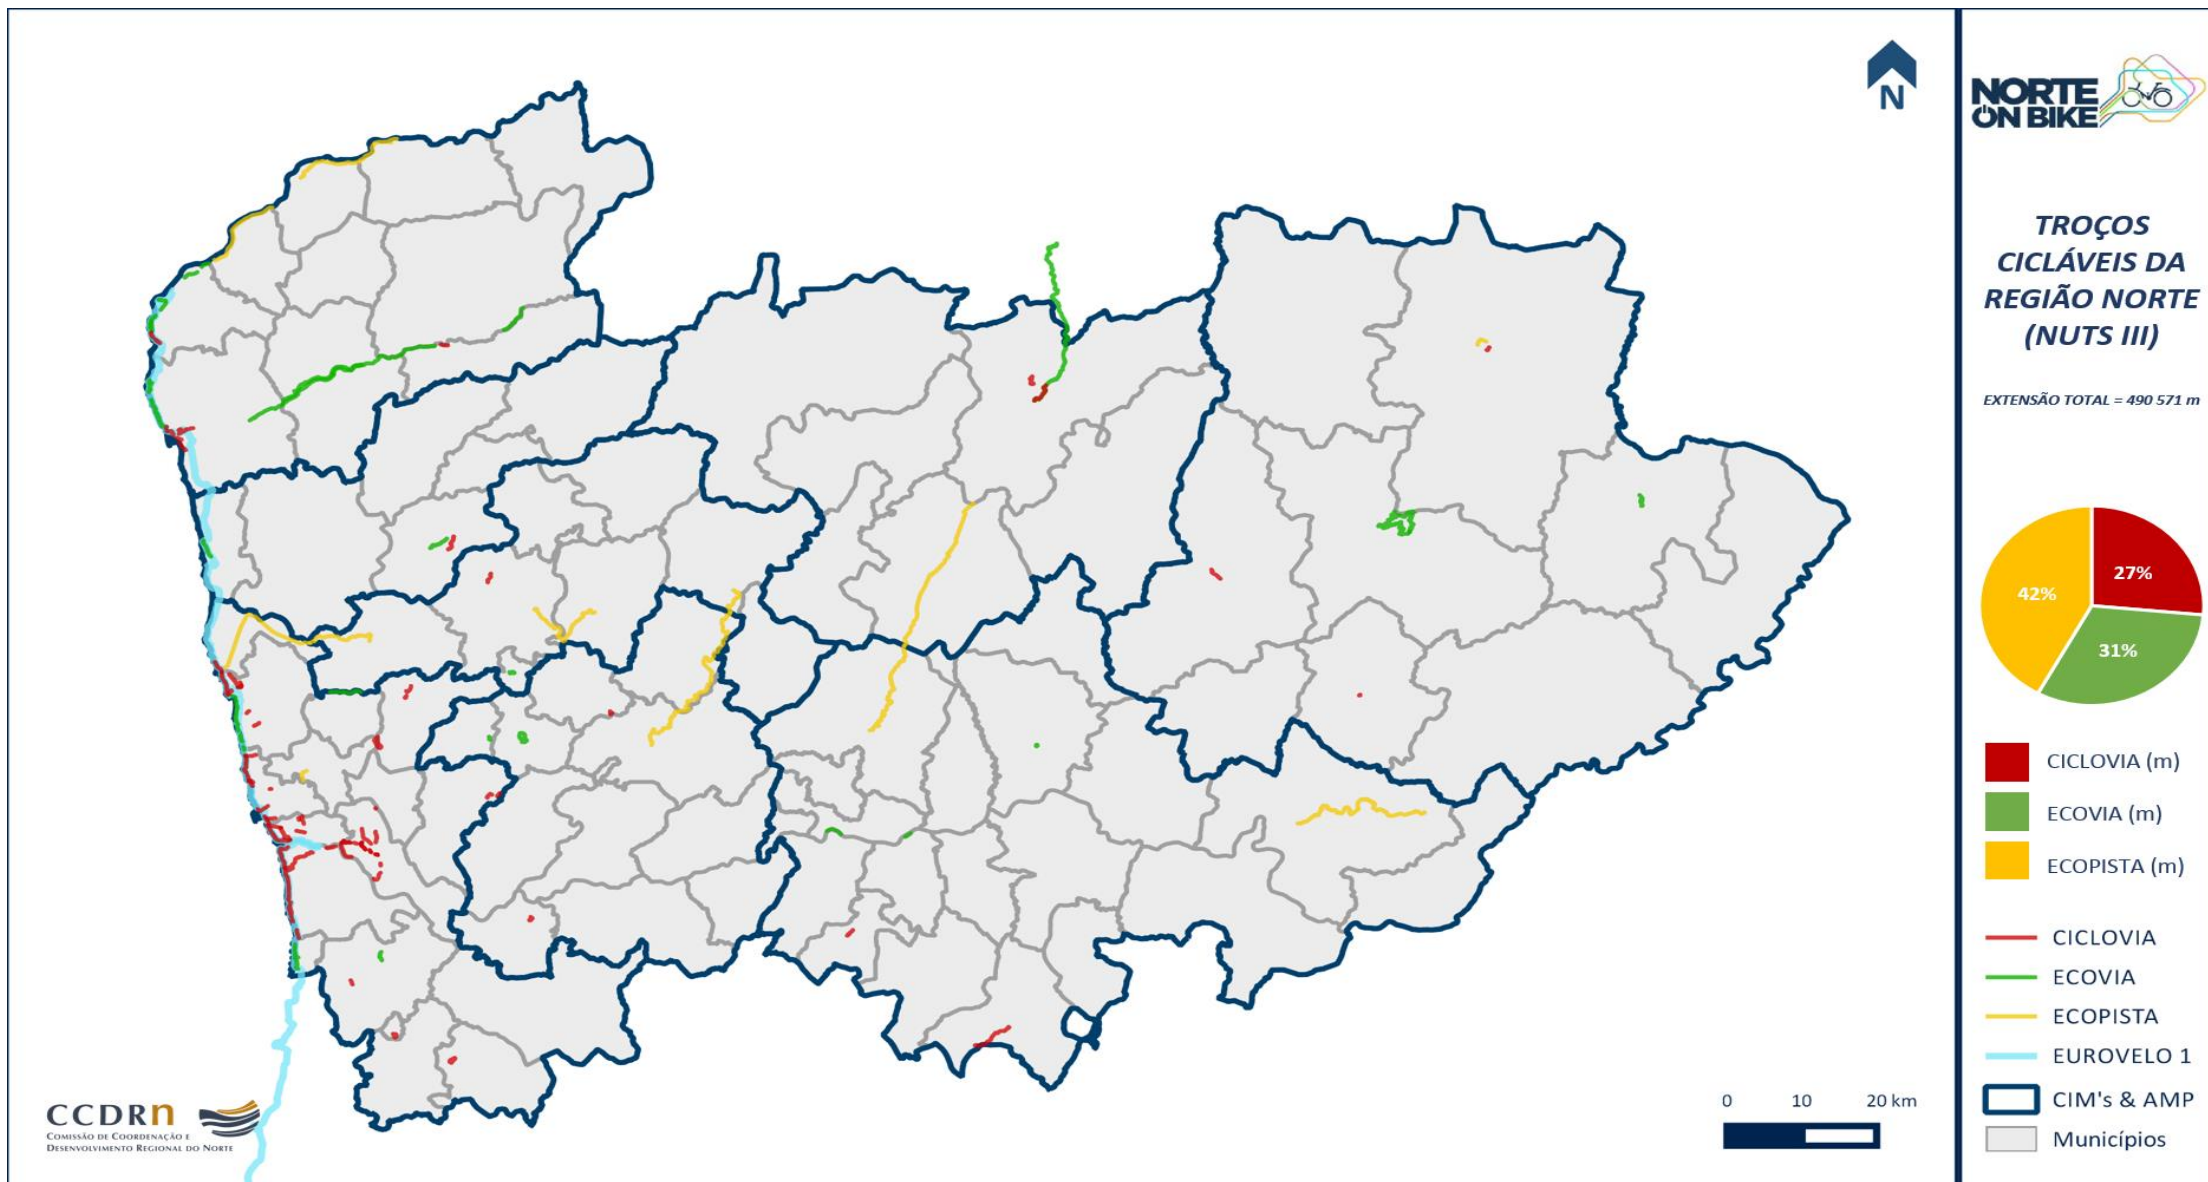 N
NORTE
ON BIKE
TROÇOS
CICLÁVEIS DA
REGIÃO NORTE
(NUTS III)
EXTENSÃO TOTAL = 490 571 m
27%
42%
31%
CICLOVIA (m)
ECOVIA (m)
ECOPISTA (m)
CICLOVIA
ECOVIA
ECOPISTA
EUROVELO 1
CIM's & AMP
Municípios
0 10 20 km
CCDRn
COMISSÃO DE COORDENAÇÃO E
DESENVOLVIMENTO REGIONAL DO NORTE